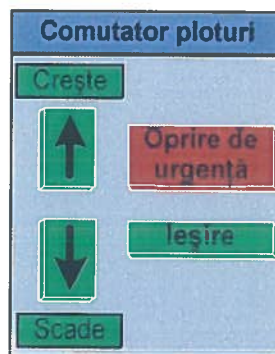 Comutator ploturi
Crește
Oprire de
urgență
Ieșire
Scade